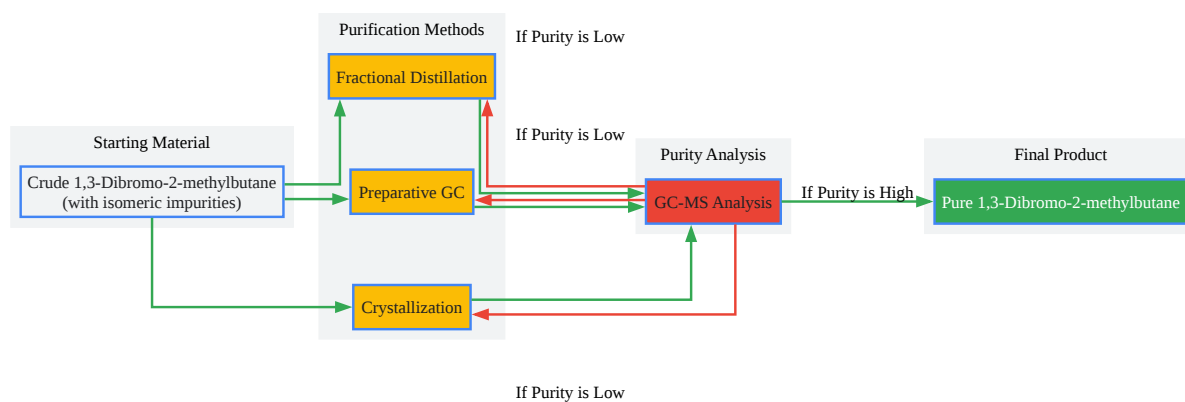 Purification Methods
If Purity is Low
Fractional Distillation
If Purity is Low
Starting Material
Purity Analysis
Final Product
Crude 1,3-Dibromo-2-methylbutane
(with isomeric impurities)
Preparative GC
GC-MS Analysis
If Purity is High
Pure 1,3-Dibromo-2-methylbutane
Crystallization
If Purity is Low